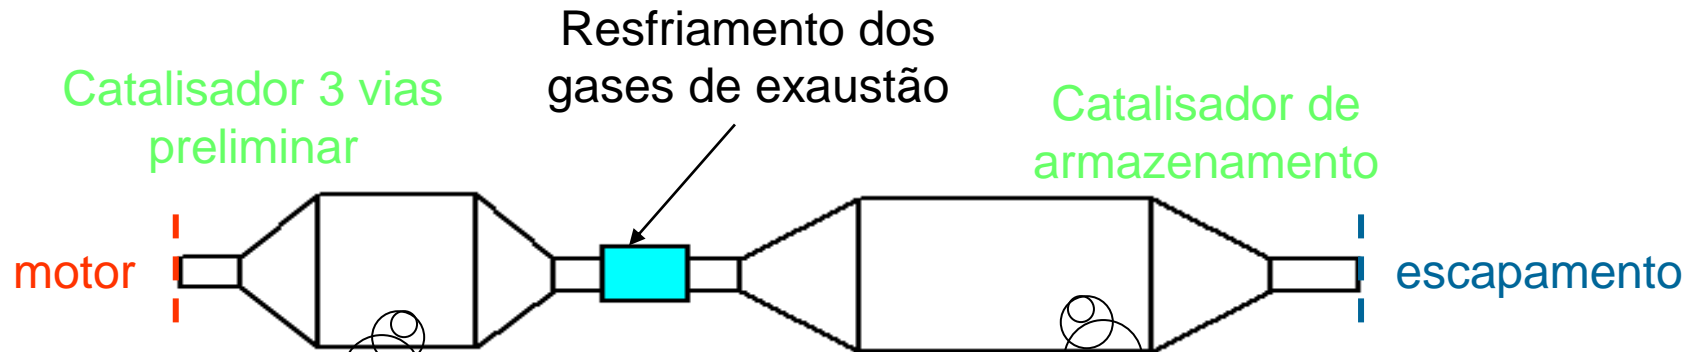 Resfriamento dos
gases de exaustão
Catalisador 3 vias
preliminar
Catalisador de
armazenamento
motor
escapamento